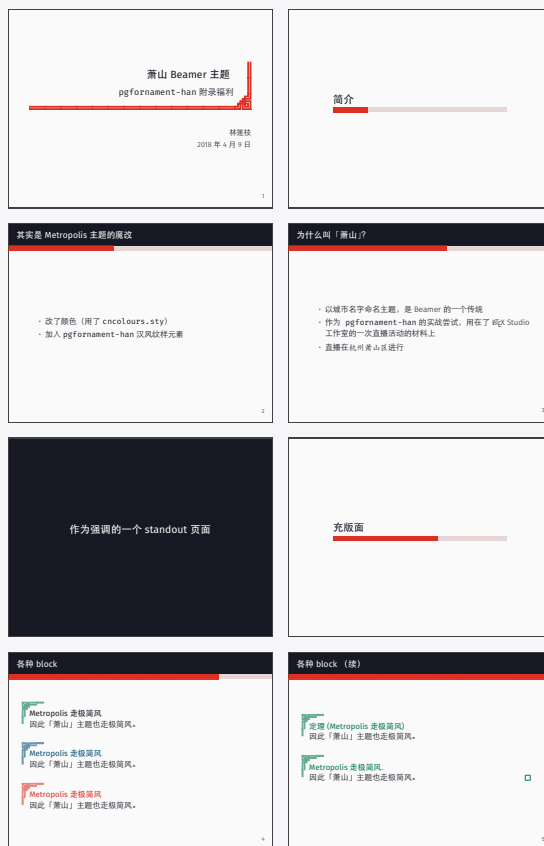 萧山 Beamer 主题
pgfornament-han 附录福利
林莲枝
2018 年 4 月 9 日
1
简介
其实是 Metropolis 主题的魔改
· 改了颜色（用了 cncolours.sty）
· 加入 pgfornament-han 汉风纹样元素
2
为什么叫「萧山」？
· 以城市名字命名主题，是 Beamer 的一个传统
· 作为 pgfornament-han 的实战尝试，用在了 Studio
工作室的一次直播活动的材料上
· 直播在杭州萧山区进行
3
作为强调的一个 standout 页面
充版面
各种 block
Metropolis 走极简风
因此「萧山」主题也走极简风。
Metropolis 走极简风
因此「萧山」主题也走极简风。
Metropolis 走极简风
因此「萧山」主题也走极简风。
4
各种 block （续）
定理 (Metropolis 走极简风)
因此「萧山」主题也走极简风。
Metropolis 走极简风.
因此「萧山」主题也走极简风。
5